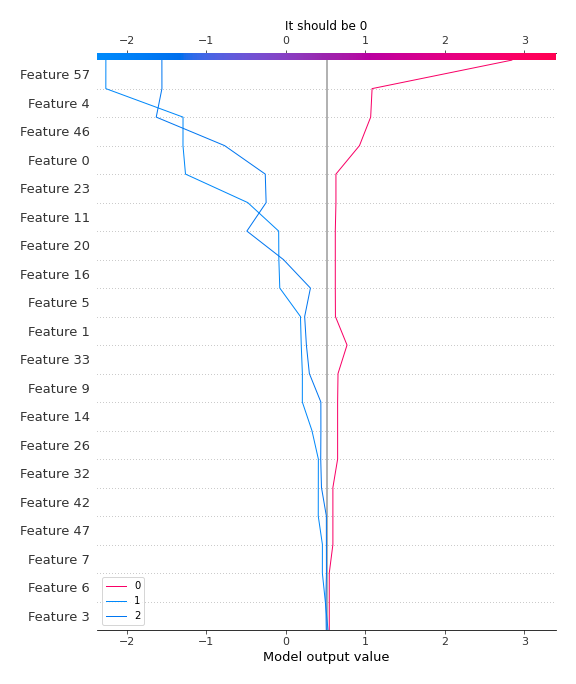 It should be 0
−2 −1 0 1 2 3
Feature 57
Feature 4
Feature 46
Feature 0
Feature 23
Feature 11
Feature 20
Feature 16
Feature 5
Feature 1
Feature 33
Feature 9
Feature 14
Feature 26
Feature 32
Feature 42
Feature 47
Feature 7
Feature 6
Feature 3
0
1
2
−2 −1 0 1 2 3
Model output value